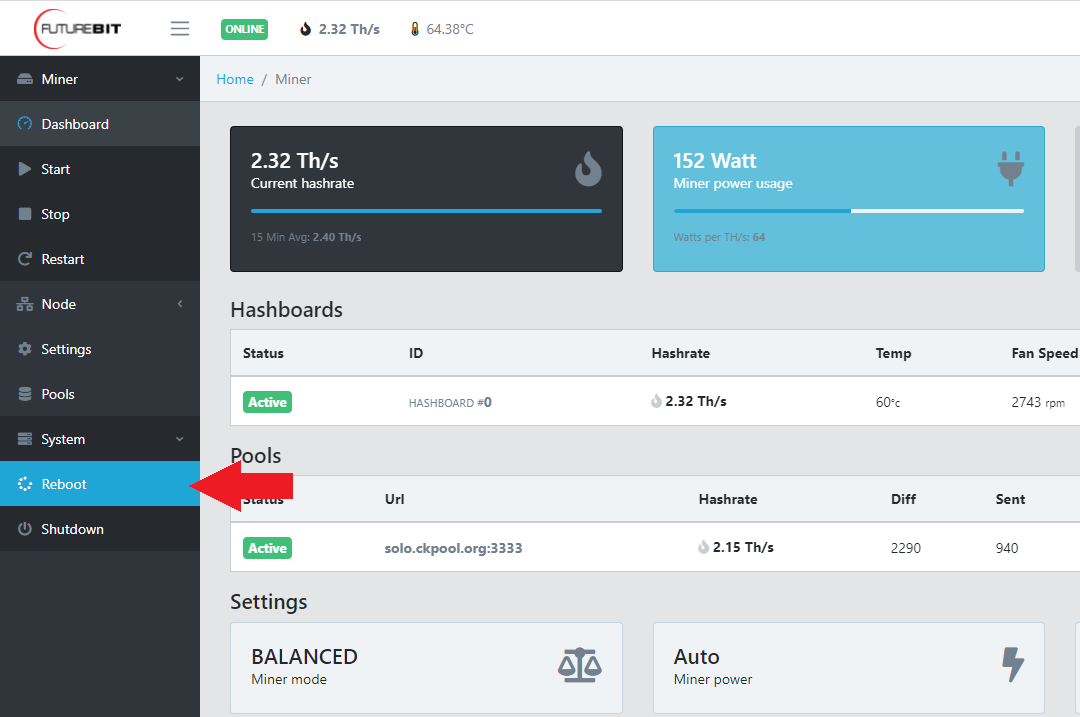 FUTUREBIT
ONLINE
2.32 Th/s
64.38°C
Miner
Dashboard
Start
Stop
Restart
Node
Settings
Pools
System
Reboot
Shutdown
Home / Miner
2.32 Th/s
Current hashrate
15 Min Avg: 2.40 Th/s
152 Watt
Miner power usage
Watts per TH/s: 64
Hashboards
Status ID Hashrate Temp Fan Speed
Active HASHBOARD #0 2.32 Th/s 60°c 2743 rpm
Pools
Status Url Hashrate Diff Sent
Active solo.ckpool.org:3333 2.15 Th/s 2290 940
Settings
BALANCED
Miner mode
Auto
Miner power